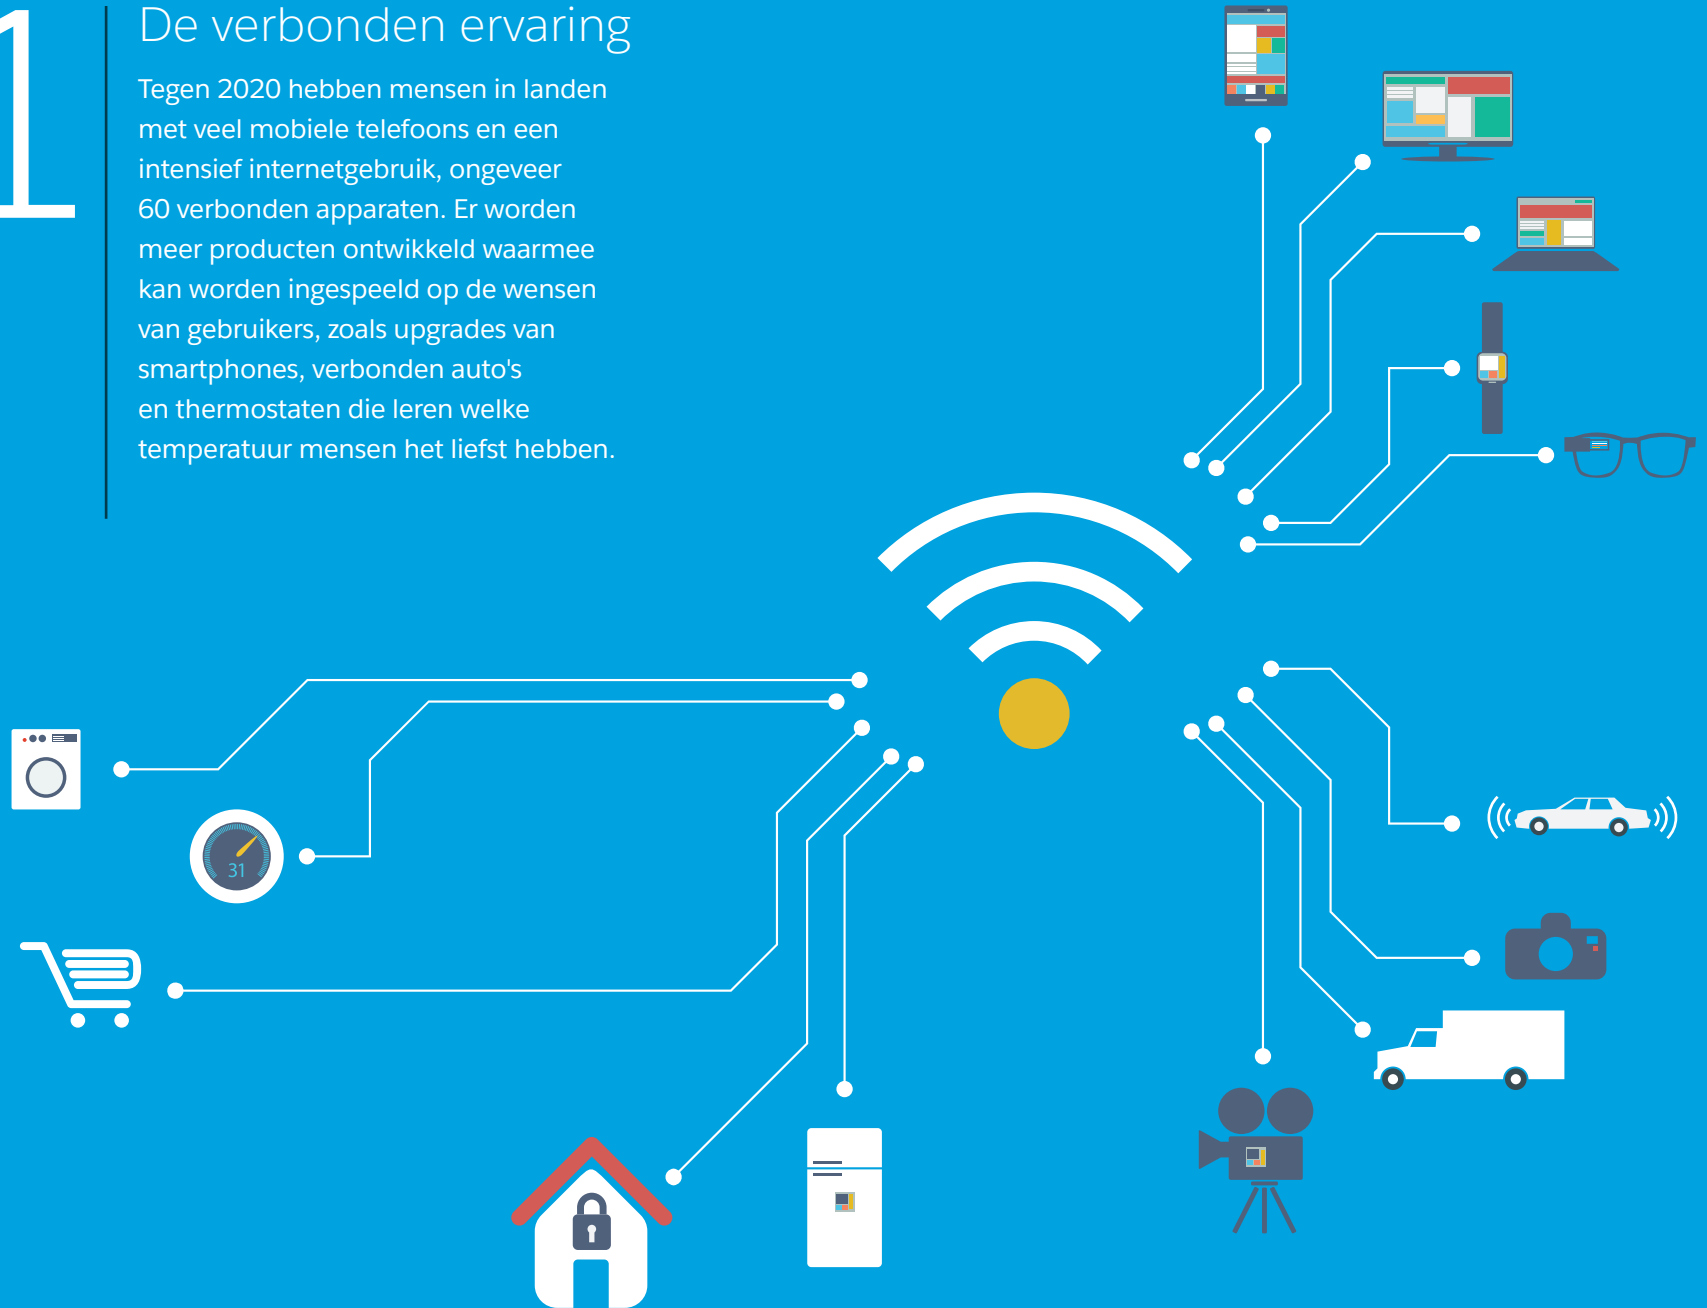 1
De verbonden ervaring
Tegen 2020 hebben mensen in landen
met veel mobiele telefoons en een
intensief internetgebruik, ongeveer
60 verbonden apparaten. Er worden
meer producten ontwikkeld waarmee
kan worden ingespeeld op de wensen
van gebruikers, zoals upgrades van
smartphones, verbonden auto's
en thermostaten die leren welke
temperatuur mensen het liefst hebben.
31